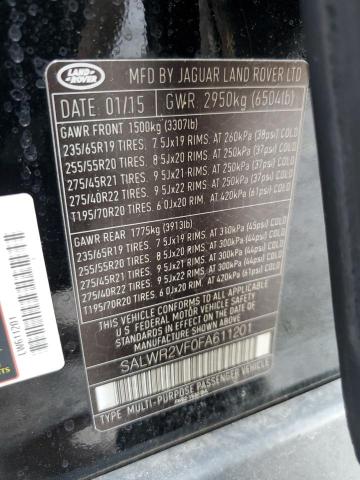 LAND ROVER
MFD BY JAGUAR LAND ROVER LTD
DATE: 01/15 GWR: 2950kg (6504lb)
GAWR FRONT 1500kg (3307lb)
235/65R19 TIRES. 7.5Jx19 RIMS. AT 260kPa (38psi) COLD
255/55R20 TIRES. 8.5Jx20 RIMS. AT 250kPa (37psi) COLD
275/45R21 TIRES. 9.5Jx21 RIMS. AT 250kPa (37psi) COLD
275/40R22 TIRES. 9.5Jx22 RIMS. AT 250kPa (37psi) COLD
T195/70R20 TIRES. 6.0Jx20 RIMS. AT 420kPa (61psi) COLD
GAWR REAR 1775kg (3913lb)
235/65R19 TIRES. 7.5Jx19 RIMS. AT 310kPa (45psi) COLD
255/55R20 TIRES. 8.5Jx20 RIMS. AT 300kPa (44psi) COLD
275/45R21 TIRES. 9.5Jx21 RIMS. AT 300kPa (44psi) COLD
275/40R22 TIRES. 9.5Jx22 RIMS. AT 300kPa (44psi) COLD
T195/70R20 TIRES. 6.0Jx20 RIMS. AT 420kPa (61psi) COLD
THIS VEHICLE CONFORMS TO ALL APPLICABLE
U.S. FEDERAL MOTOR VEHICLE SAFETY
STANDARDS IN EFFECT ON THE DATE OF
MANUFACTURE SHOWN ABOVE.
SALWR2VF0FA611201
TYPE: MULTI-PURPOSE PASSENGER VEHICLE